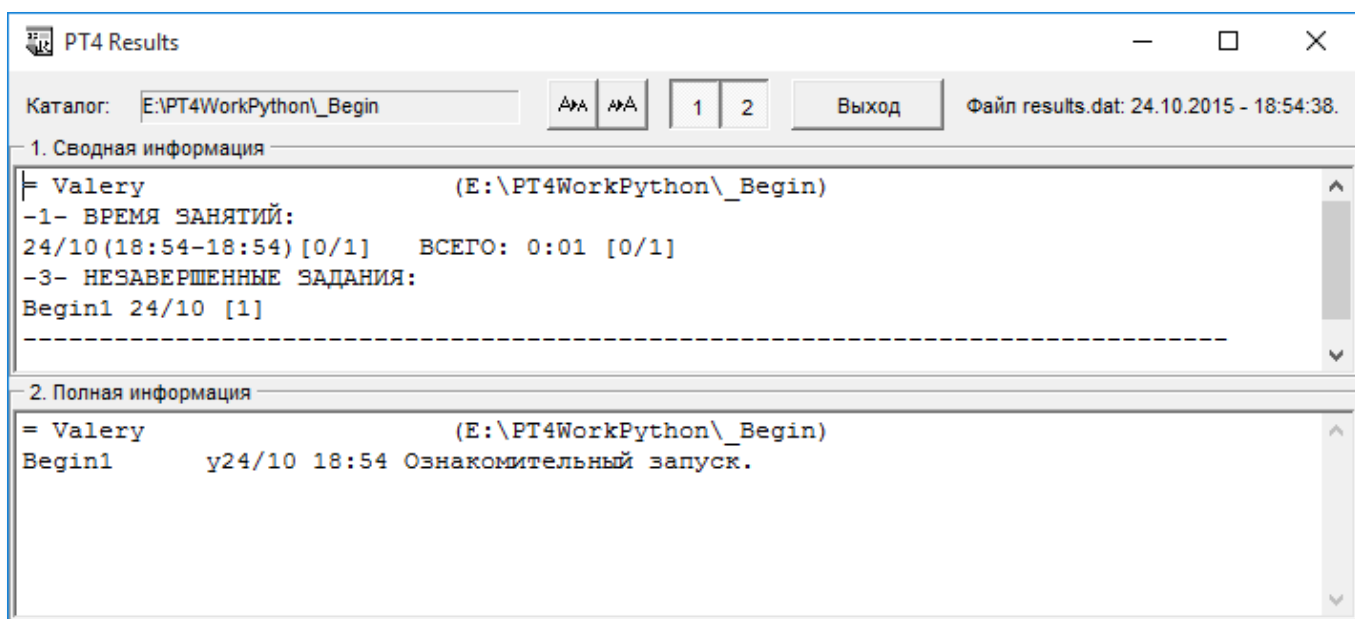 PT4 Results
Каталог: E:\PT4WorkPython\_Begin A»A »A 1 2 Выход Файл results.dat: 24.10.2015 - 18:54:38.
1. Сводная информация
= Valery (E:\PT4WorkPython\_Begin)
-1- ВРЕМЯ ЗАНЯТИЙ:
24/10(18:54-18:54)[0/1] ВСЕГО: 0:01 [0/1]
-3- НЕЗАВЕРШЕННЫЕ ЗАДАНИЯ:
Begin1 24/10 [1]
-------------------------------------------------------------------------------
2. Полная информация
= Valery (E:\PT4WorkPython\_Begin)
Begin1 y24/10 18:54 Ознакомительный запуск.